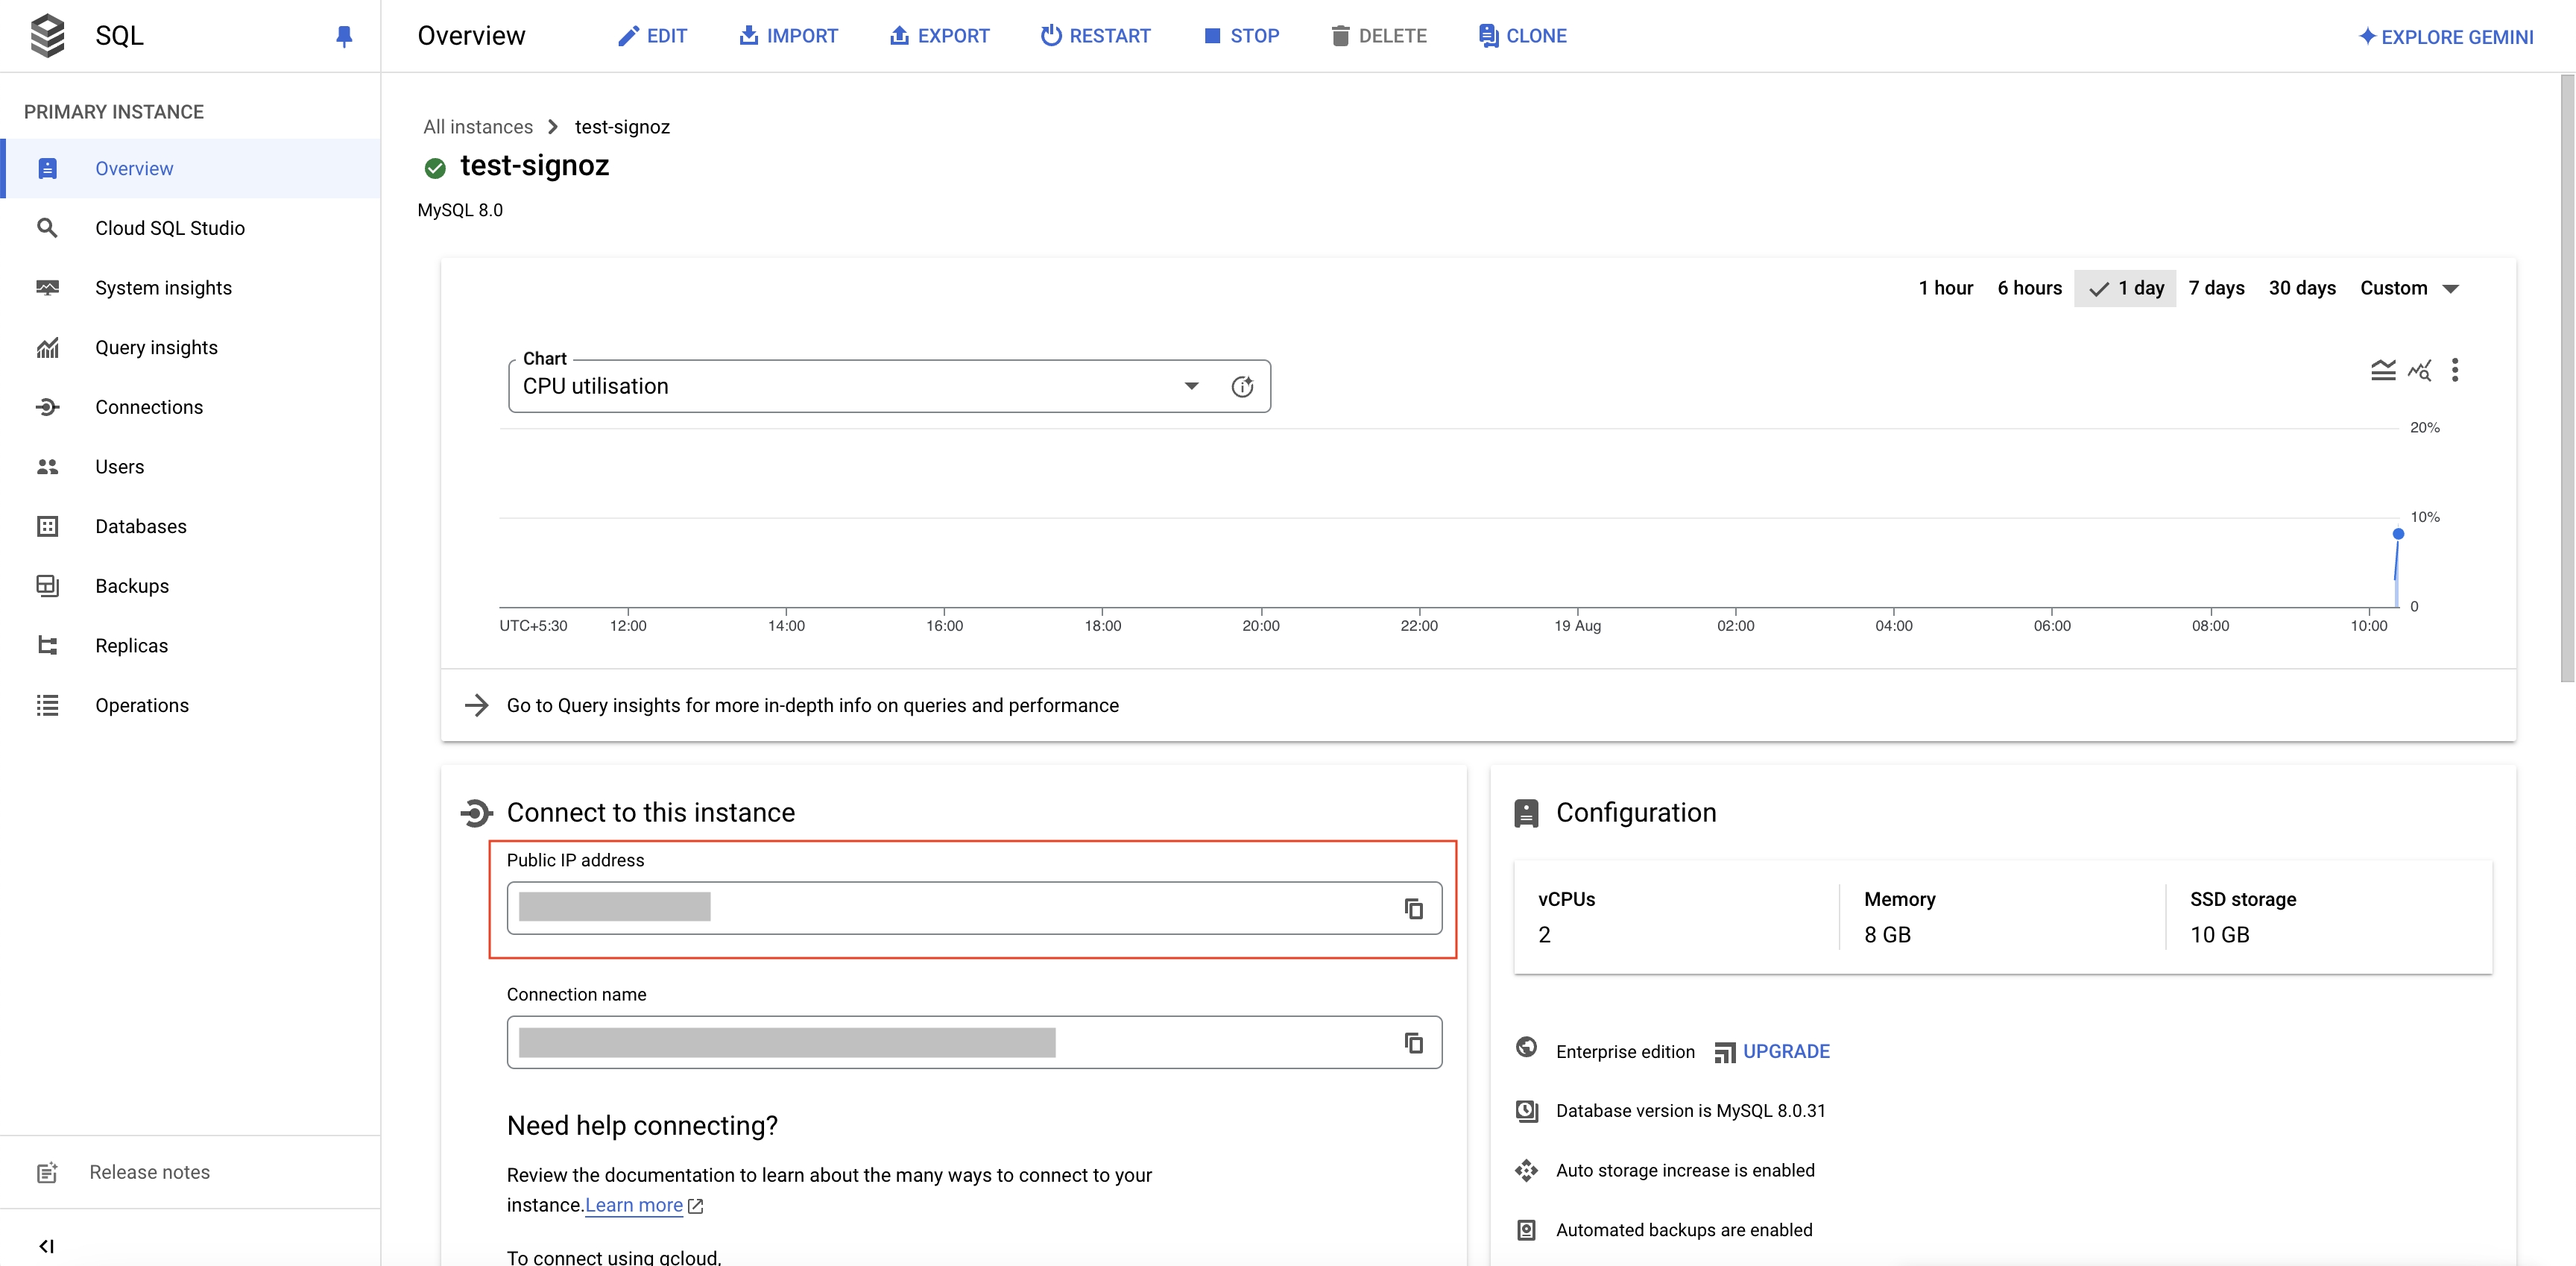 SQL
Overview
EDIT
IMPORT
EXPORT
RESTART
STOP
DELETE
CLONE
EXPLORE GEMINI
PRIMARY INSTANCE
Overview
Cloud SQL Studio
System insights
Query insights
Connections
Users
Databases
Backups
Replicas
Operations
Release notes
All instances
test-signoz
test-signoz
MySQL 8.0
1 hour
6 hours
1 day
7 days
30 days
Custom
Chart
CPU utilisation
20%
10%
0
UTC+5:30
12:00
14:00
16:00
18:00
20:00
22:00
19 Aug
02:00
04:00
06:00
08:00
10:00
Go to Query insights for more in-depth info on queries and performance
Connect to this instance
Public IP address
Connection name
Need help connecting?
Review the documentation to learn about the many ways to connect to your
instance.Learn more
To connect using gcloud,
Configuration
vCPUs
2
Memory
8 GB
SSD storage
10 GB
Enterprise edition
UPGRADE
Database version is MySQL 8.0.31
Auto storage increase is enabled
Automated backups are enabled